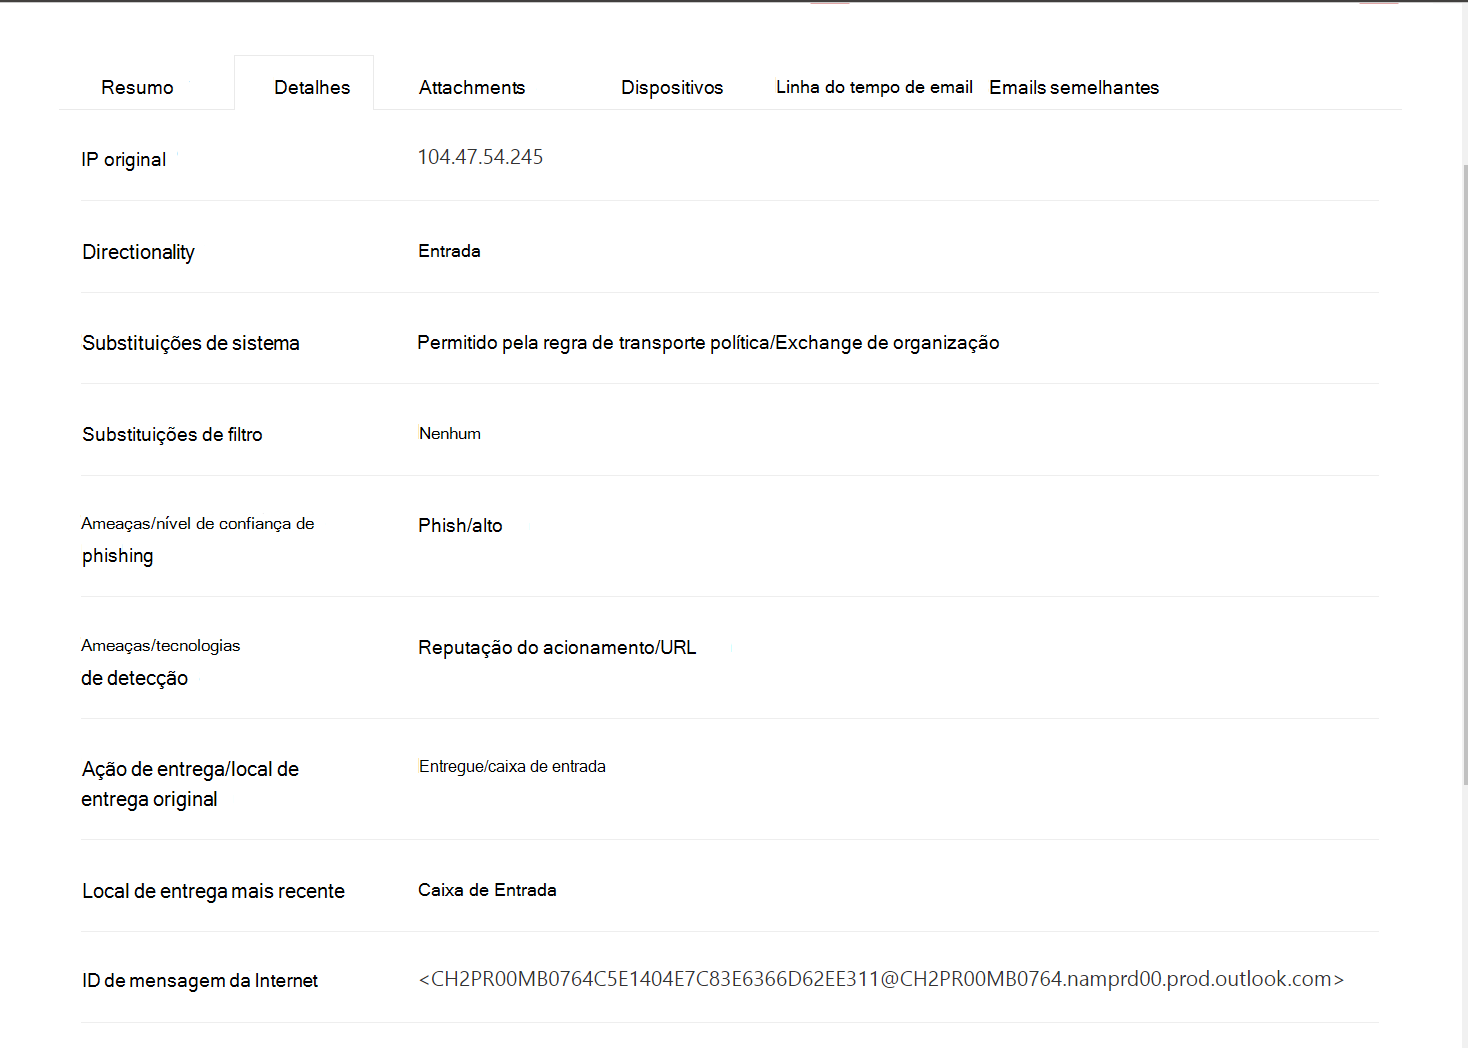 Resumo Detalhes Attachments Dispositivos Linha do tempo de email Emails semelhantes
IP original 104.47.54.245
Directionality Entrada
Substituições de sistema Permitido pela regra de transporte política/Exchange de organização
Substituições de filtro Nenhum
Ameaças/nível de confiança de
phishing
Phish/alto
Ameaças/tecnologias
de detecção
Reputação do acionamento/URL
Ação de entrega/local de
entrega original
Entregue/caixa de entrada
Local de entrega mais recente Caixa de Entrada
ID de mensagem da Internet <CH2PR00MB0764C5E1404E7C83E6366D62EE311@CH2PR00MB0764.namprd00.prod.outlook.com>